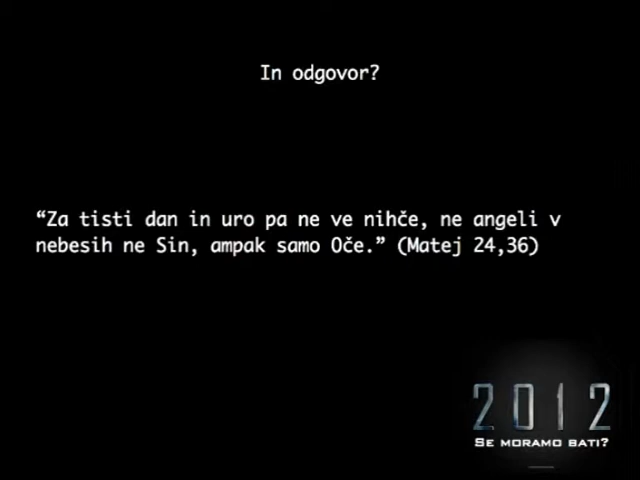 In odgovor?
“Za tisti dan in uro pa ne ve nihče, ne angeli v
nebesih ne Sin, ampak samo Oče.” (Matej 24,36)
2012
SE MORAMO BATI?